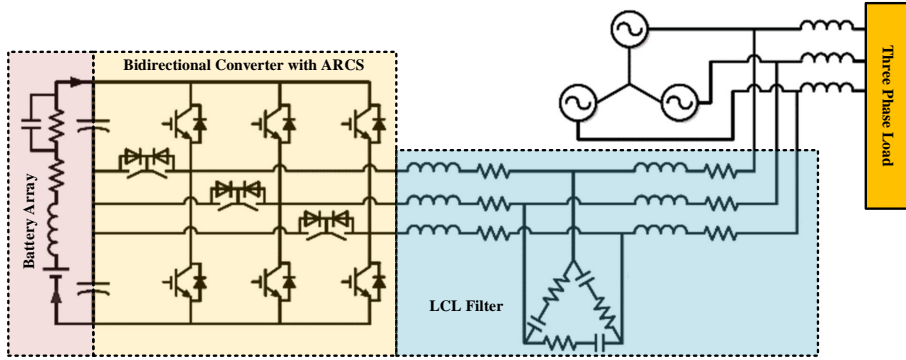 Bidirectional Converter with ARCS
Battery Array
LCL Filter
Three Phase Load